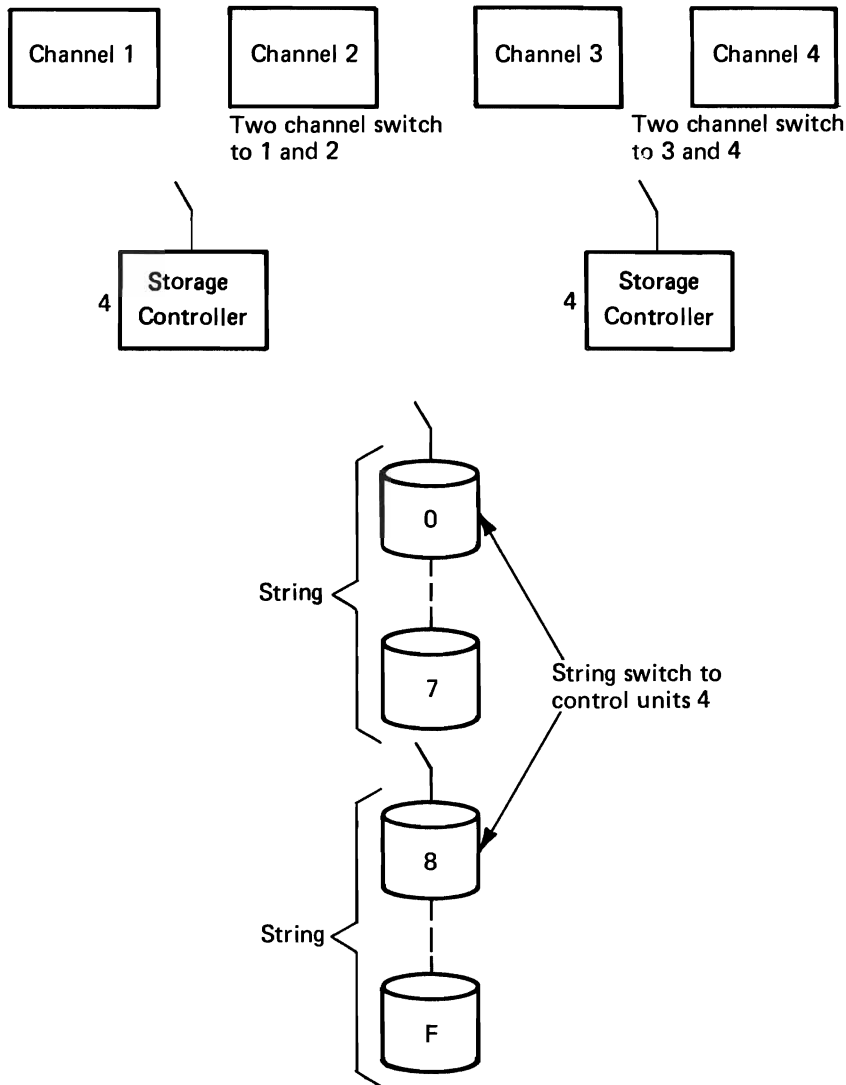 Channel 1
Channel 2
Channel 3
Channel 4
Two channel switch
to 1 and 2
Two channel switch
to 3 and 4
4
Storage
Controller
4
Storage
Controller
0
String
7
String switch to
control units 4
8
String
F